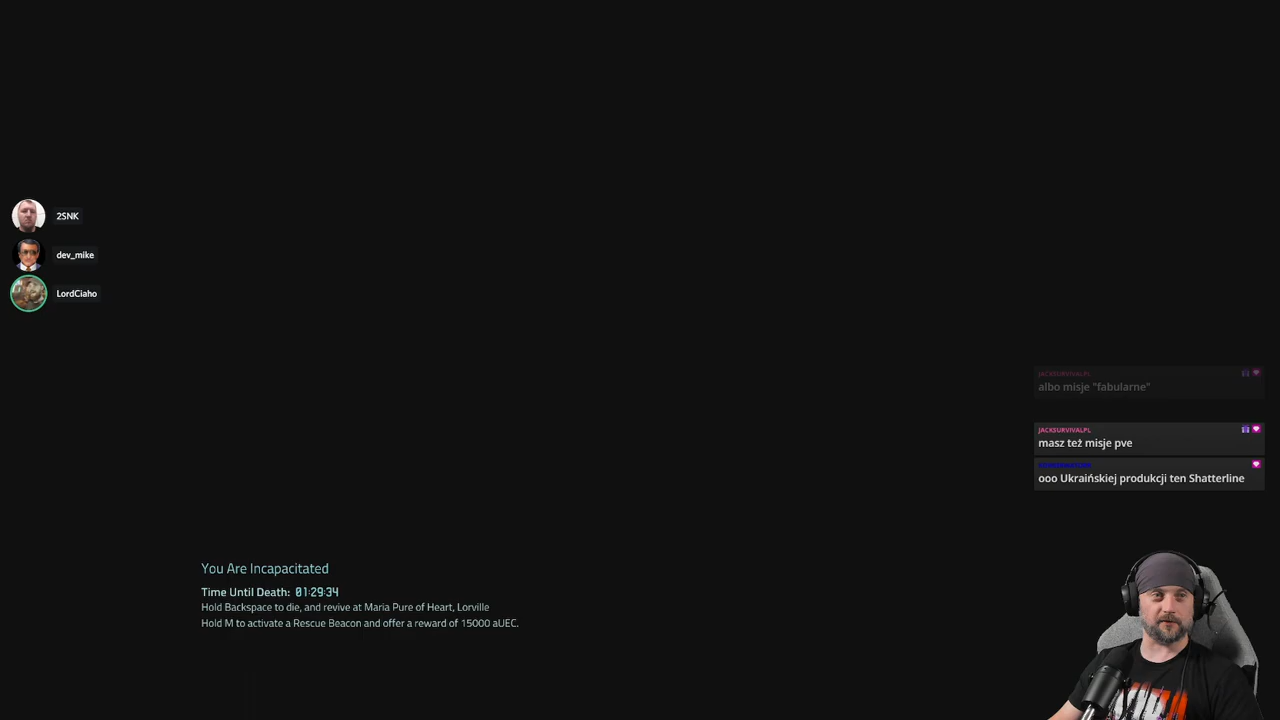 2SNK
dev_mike
LordCiaho
JACKSURVIVALPL
albo misje "fabularne"
JACKSURVIVALPL
masz też misje pve
ooo Ukraińskiej produkcji ten Shatterline
You Are Incapacitated
Time Until Death: 01:29:34
Hold Backspace to die, and revive at Maria Pure of Heart, Lorville
Hold M to activate a Rescue Beacon and offer a reward of 15000 aUEC.